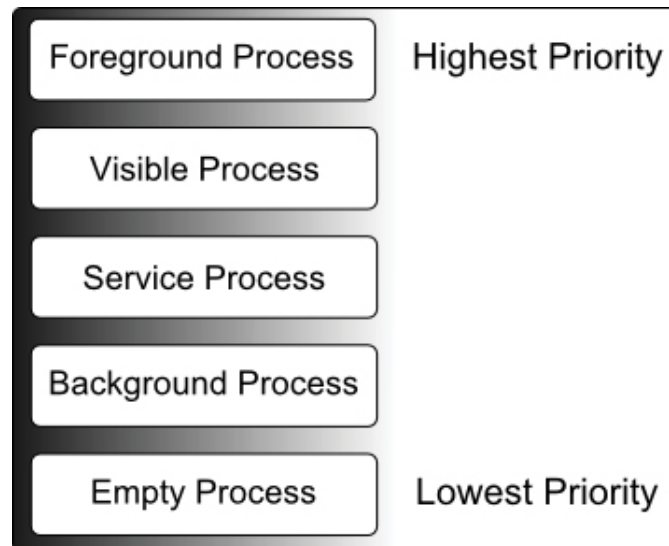 Foreground Process Highest Priority
Visible Process
Service Process
Background Process
Empty Process Lowest Priority